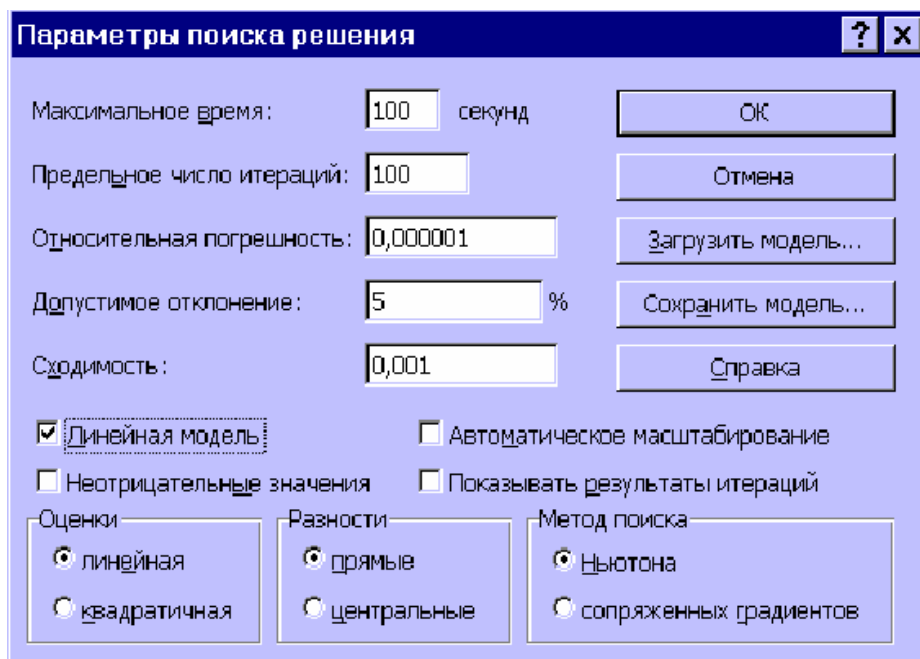 Параметры поиска решения
Максимальное время: 100 секунд
ОК
Предельное число итераций: 100
Отмена
Относительная погрешность: 0,000001
Загрузить модель...
Допустимое отклонение: 5 %
Сохранить модель...
Сходимость: 0,001
Справка
Линейная модель
Автоматическое масштабирование
Неотрицательные значения
Показывать результаты итераций
Оценки
Разности
Метод поиска
линейная
прямые
Ньютона
квадратичная
центральные
сопряженных градиентов